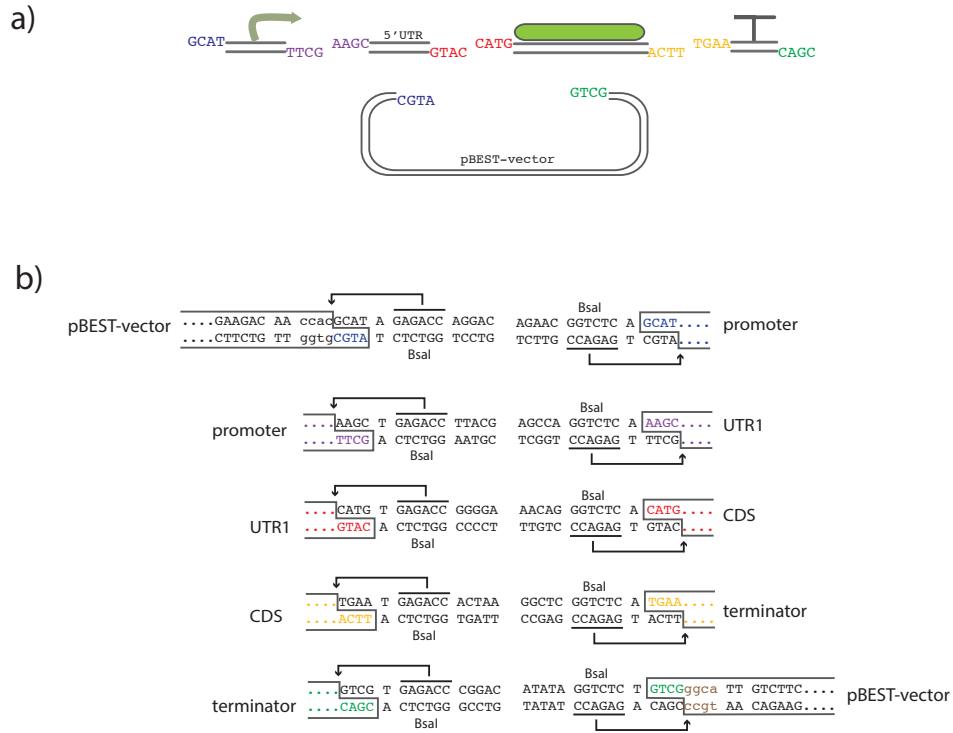 a)
GCAT TTCG AAGC 5'UTR GTAC CATG ACTT TGAA CAGC
CGTA GTCG
pBEST-vector
b)
BsaI
pBEST-vector ....GAAGAC AA ccacGCAT A GAGACC AGGAC AGAAC GGTCTC A GCAT.... promoter
....CTTCTG TT ggtgCGTA T CTCTGG TCCTG TCTTG CCAGAG T CGTA....
BsaI
BsaI
promoter ....AAGC T GAGACC TTACG AGCCA GGTCTC A AAGC.... UTR1
....TTCG A CTCTGG AATGC TCGGT CCAGAG T TTCG....
BsaI
BsaI
UTR1 ....CATG T GAGACC GGGGA AACAG GGTCTC A CATG.... CDS
....GTAC A CTCTGG CCCCT TTGTC CCAGAG T GTAC....
BsaI
BsaI
CDS ....TGAA T GAGACC ACTAA GGCTC GGTCTC A TGAA.... terminator
....ACTT A CTCTGG TGATT CCGAG CCAGAG T ACTT....
BsaI
BsaI
terminator ....GTCG T GAGACC CGGAC ATATA GGTCTC T GTCGggca TT GTCTTC.... pBEST-vector
....CAGC A CTCTGG GCCTG TATAT CCAGAG A CAGCccgt AA CAGAAG....
BsaI